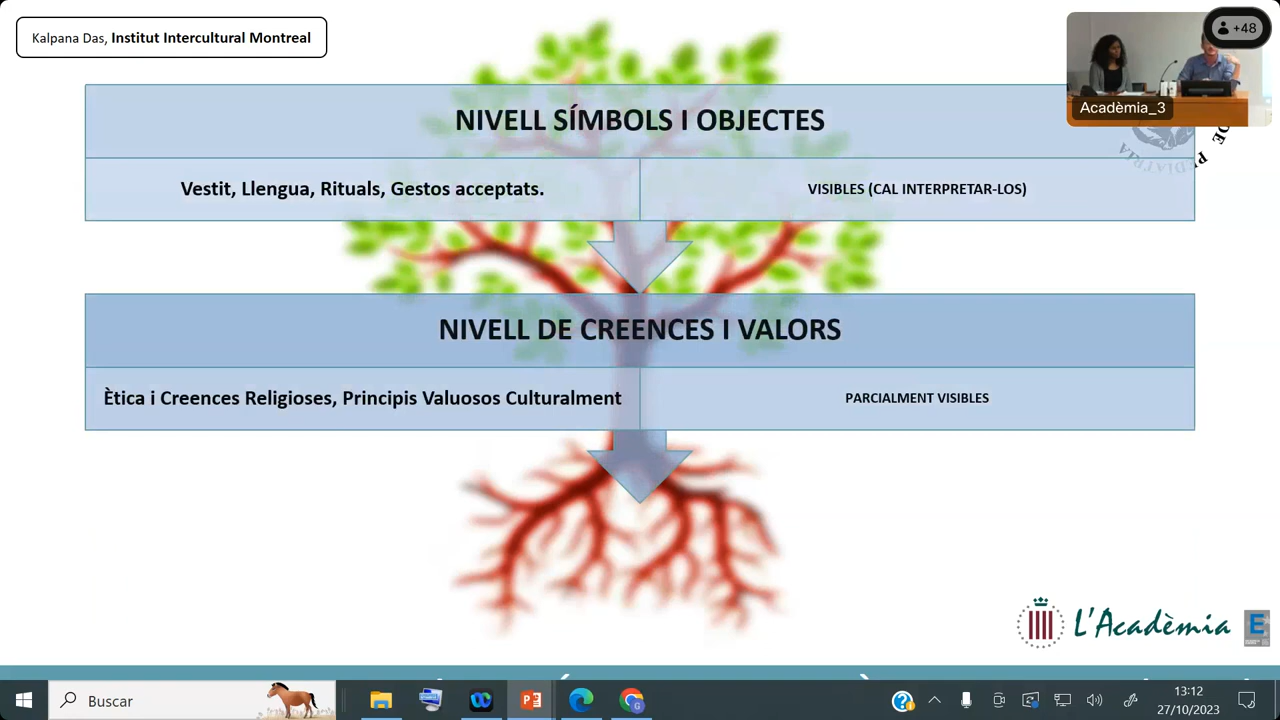 Kalpana Das, Institut Intercultural Montreal
+48
Acadèmia_3
NIVELL SÍMBOLS I OBJECTES
Vestit, Llengua, Rituals, Gestos acceptats.
VISIBLES (CAL INTERPRETAR-LOS)
DE P
PEDIATRIA
NIVELL DE CREENCES I VALORS
Ètica i Creences Religioses, Principis Valuosos Culturalment
PARCIALMENT VISIBLES
L'Acadèmia
E
Buscar
13:12
27/10/2023